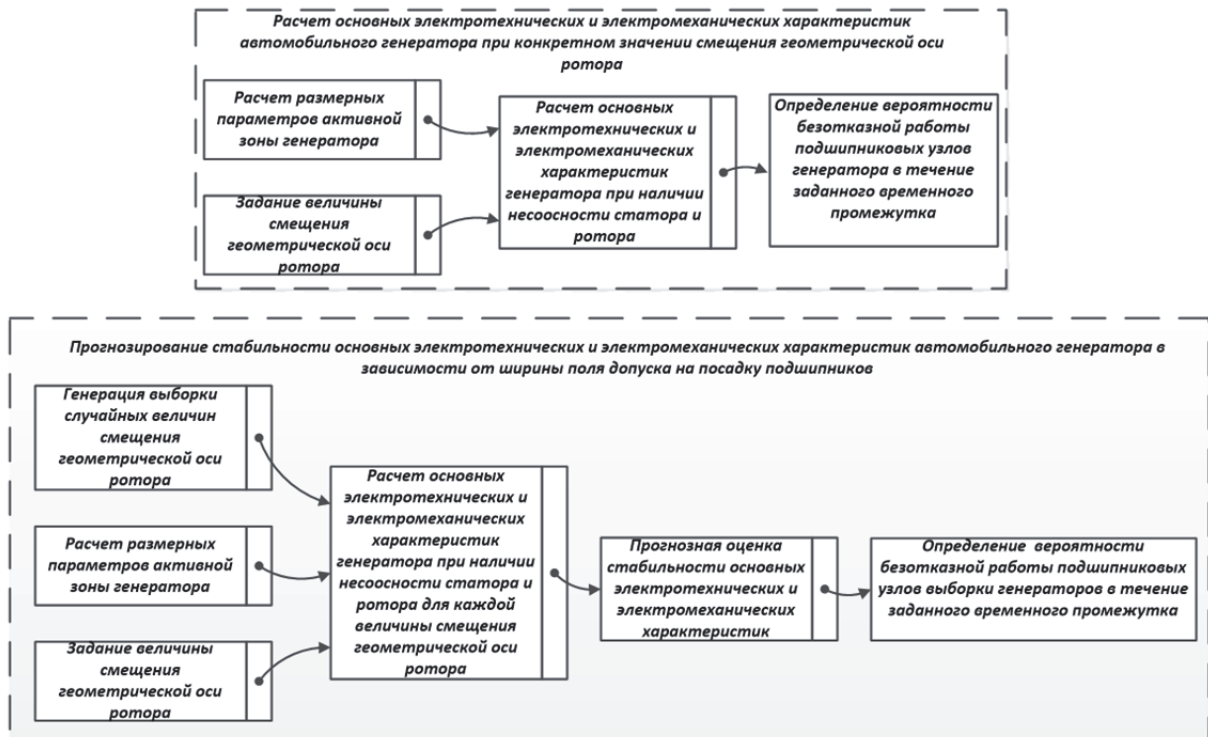 Расчет основных электротехнических и электромеханических характеристик
автомобильного генератора при конкретном значении смещения геометрической оси
ротора
Расчет размерных
параметров активной
зоны генератора
Задание величины
смещения
геометрической оси
ротора
Расчет основных
электротехнических и
электромеханических
характеристик
генератора при наличии
несоосности статора и
ротора
Определение вероятности
безотказной работы
подшипниковых узлов
генератора в течение
заданного временного
промежутка
Прогнозирование стабильности основных электротехнических и электромеханических характеристик автомобильного генератора в
зависимости от ширины поля допуска на посадку подшипников
Генерация выборки
случайных величин
смещения
геометрической оси
ротора
Расчет размерных
параметров активной
зоны генератора
Задание величины
смещения
геометрической оси
ротора
Расчет основных
электротехнических и
электромеханических
характеристик
генератора при наличии
несоосности статора и
ротора для каждой
величины смещения
геометрической оси
ротора
Прогнозная оценка
стабильности основных
электротехнических и
электромеханических
характеристик
Определение вероятности
безотказной работы подшипниковых
узлов выборки генераторов в течение
заданного временного промежутка